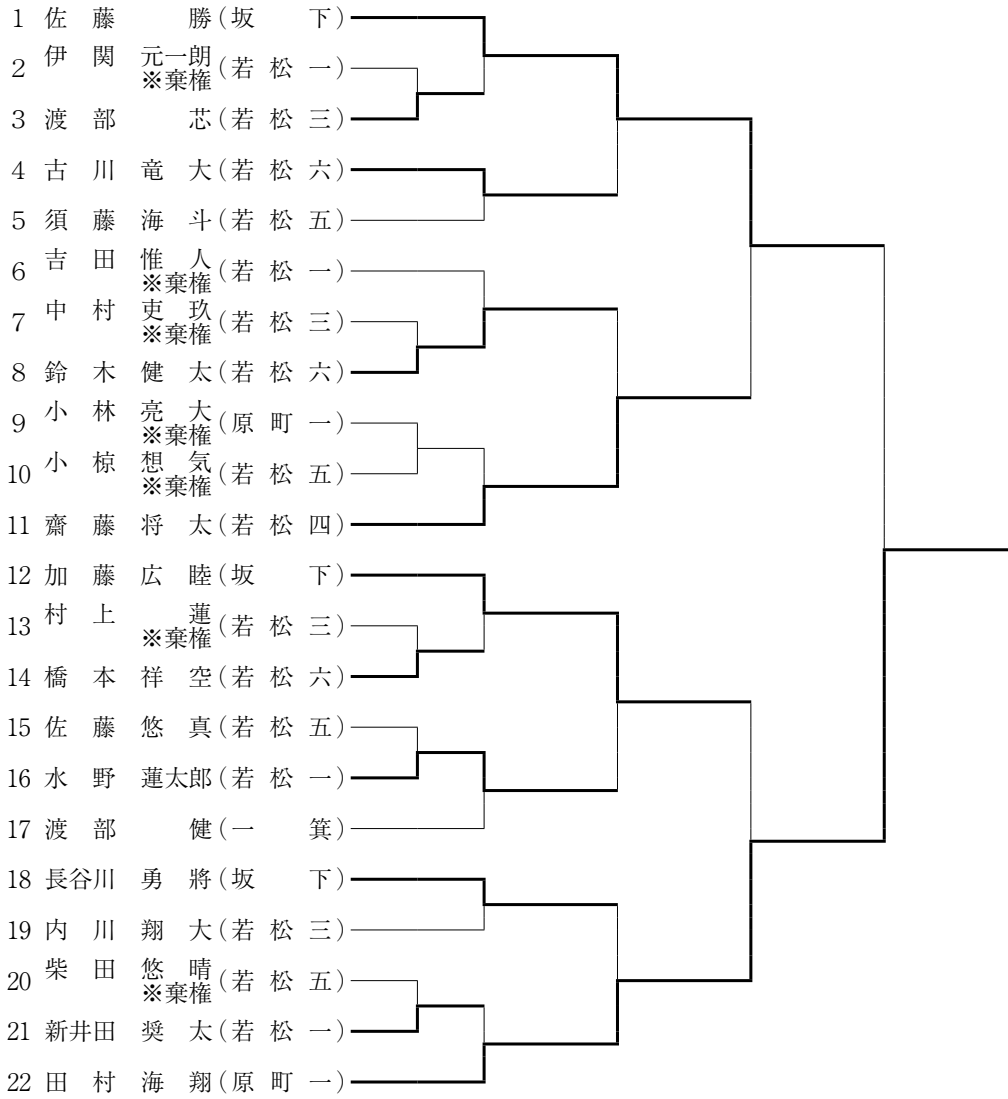 1 佐藤 勝(坂下)
2 伊関元一朗(若松一)
※棄権
3 渡部 芯(若松三)
4 古川竜大(若松六)
5 須藤海斗(若松五)
6 吉田惟人(若松一)
※棄権
7 中村吏玖(若松三)
※棄権
8 鈴木健太(若松六)
9 小林亮大(原町一)
※棄権
10 小椋想気(若松五)
※棄権
11 齋藤将太(若松四)
12 加藤広睦(坂下)
13 村上 蓮(若松三)
※棄権
14 橋本祥空(若松六)
15 佐藤悠真(若松五)
16 水野蓮太郎(若松一)
17 渡部 健(一箕)
18 長谷川勇將(坂下)
19 内川翔大(若松三)
20 柴田悠晴(若松五)
※棄権
21 新井田奨太(若松一)
22 田村海翔(原町一)